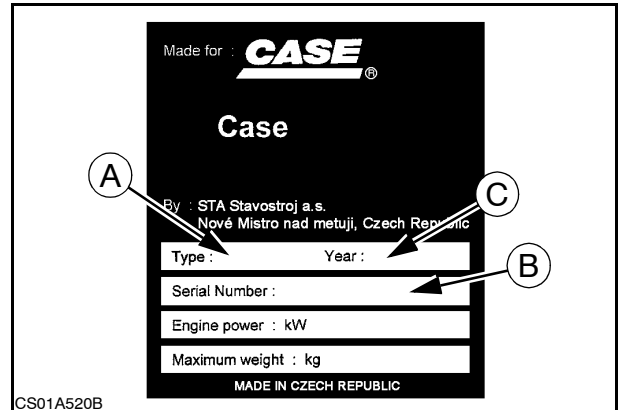 Made for : CASE ®
Case
A
C
By : STA Stavostroj a.s.
Nové Mistro nad metuji, Czech Republic
Type : Year :
B
Serial Number :
Engine power : kW
Maximum weight : kg
MADE IN CZECH REPUBLIC
CS01A520B